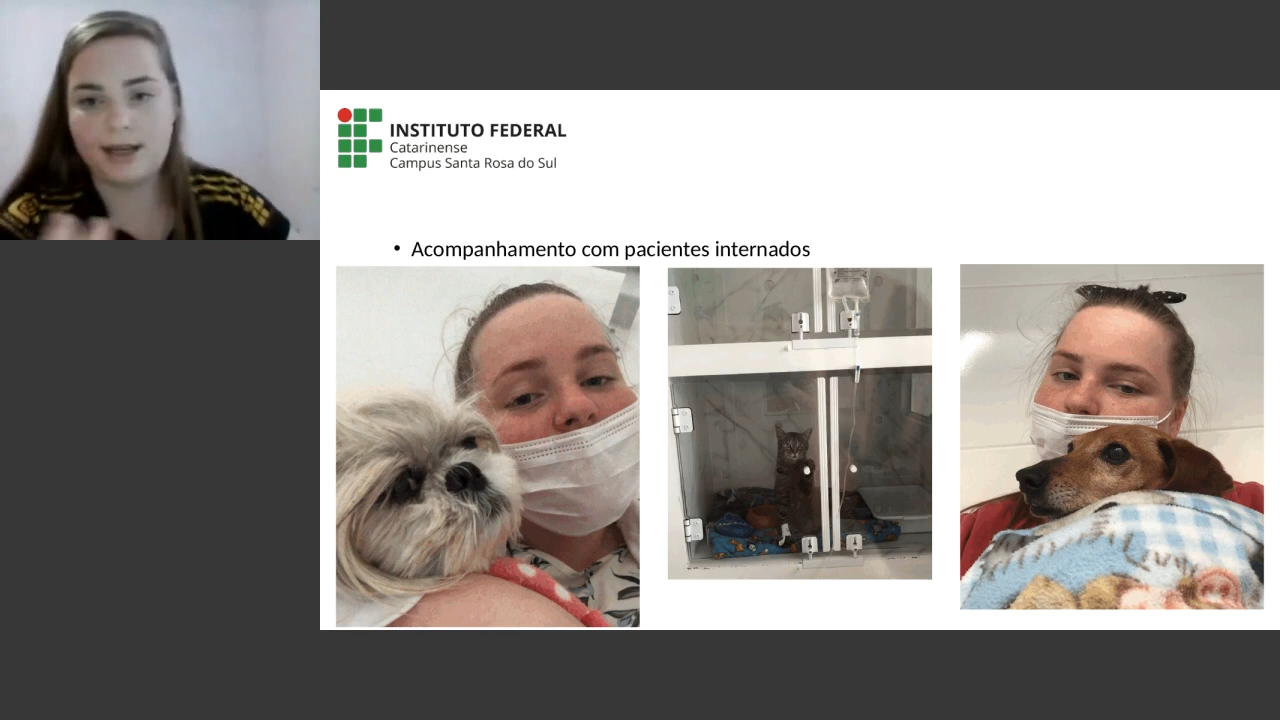 INSTITUTO FEDERAL
Catarinense
Campus Santa Rosa do Sul
• Acompanhamento com pacientes internados